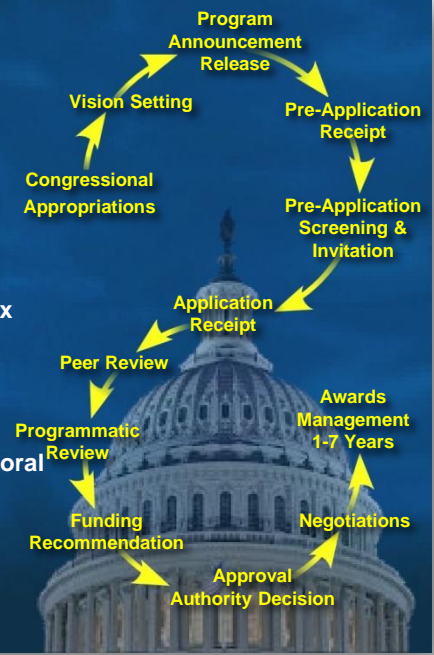 Program
Announcement
Release
Vision Setting
Pre-Application
Receipt
Congressional
Appropriations
Pre-Application
Screening &
Invitation
x
Application
Receipt
Peer Review
Awards
Management
1-7 Years
Programmatic
Review
oral
Funding
Recommendation
Negotiations
Approval
Authority Decision